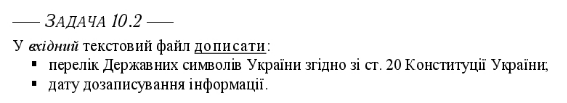 ЗАДАЧА 10.2
У вхідний текстовий файл дописати:
▪ перелік Державних символів України згідно зі ст. 20 Конституції України;
▪ дату дозаписування інформації.